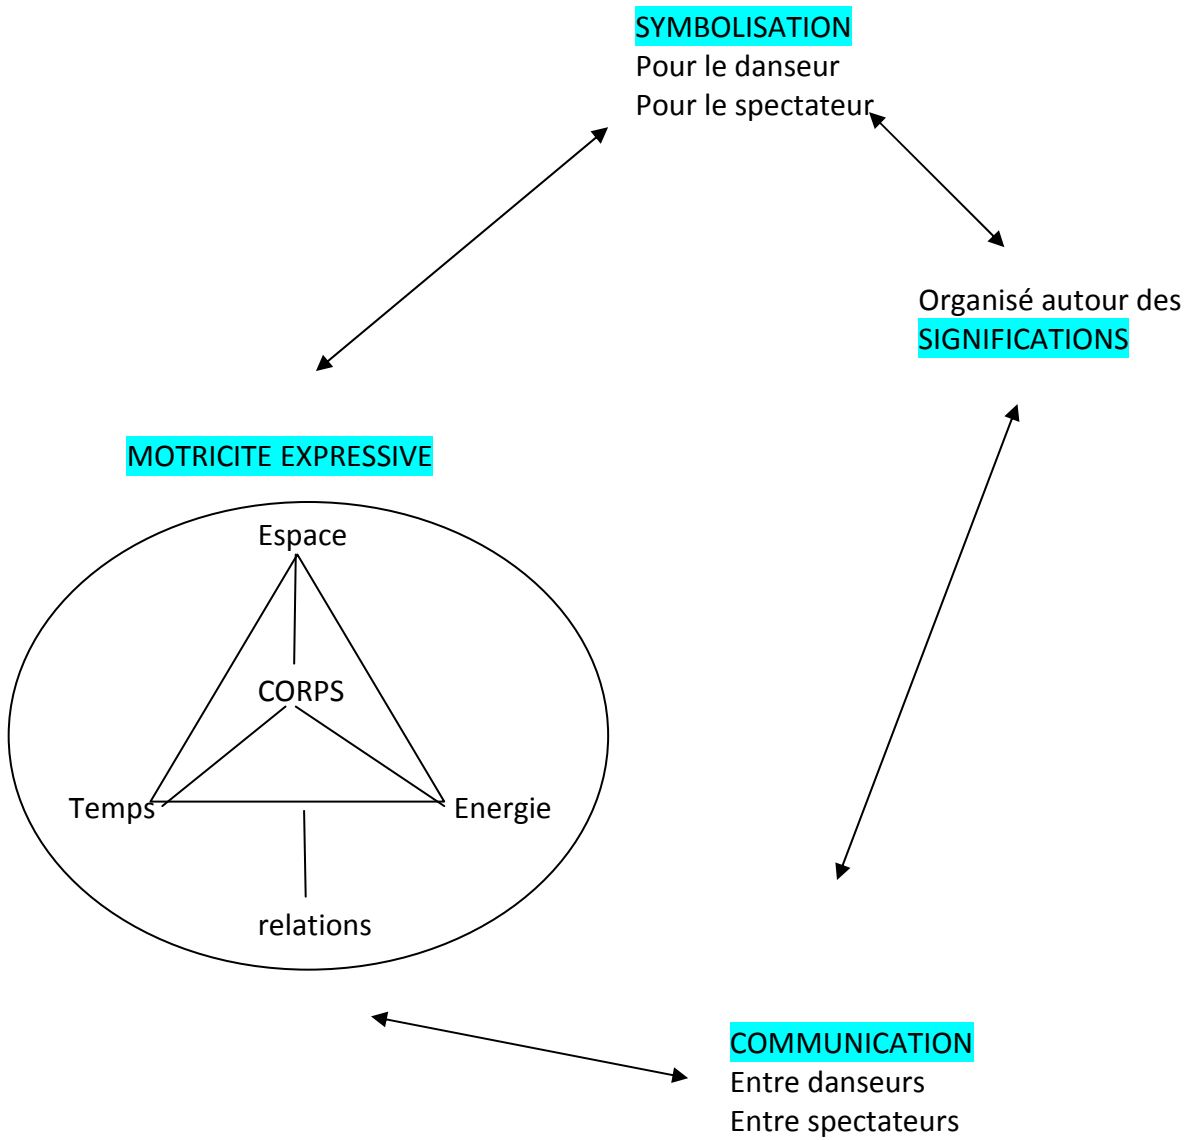 SYMBOLISATION
Pour le danseur
Pour le spectateur
Organisé autour des
SIGNIFICATIONS
MOTRICITE EXPRESSIVE
Espace
CORPS
Temps
Energie
relations
COMMUNICATION
Entre danseurs
Entre spectateurs